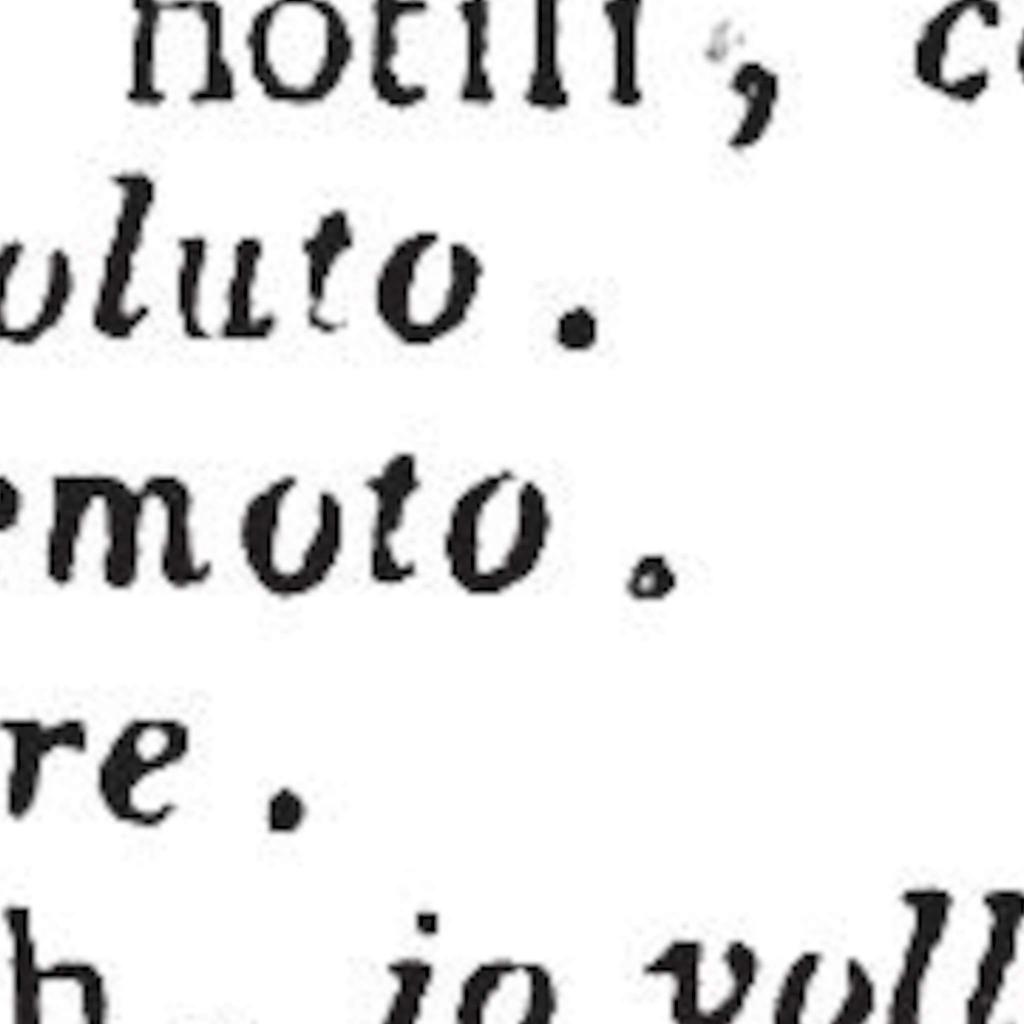 notili, c
oluto.
emoto.
re.
h io voll